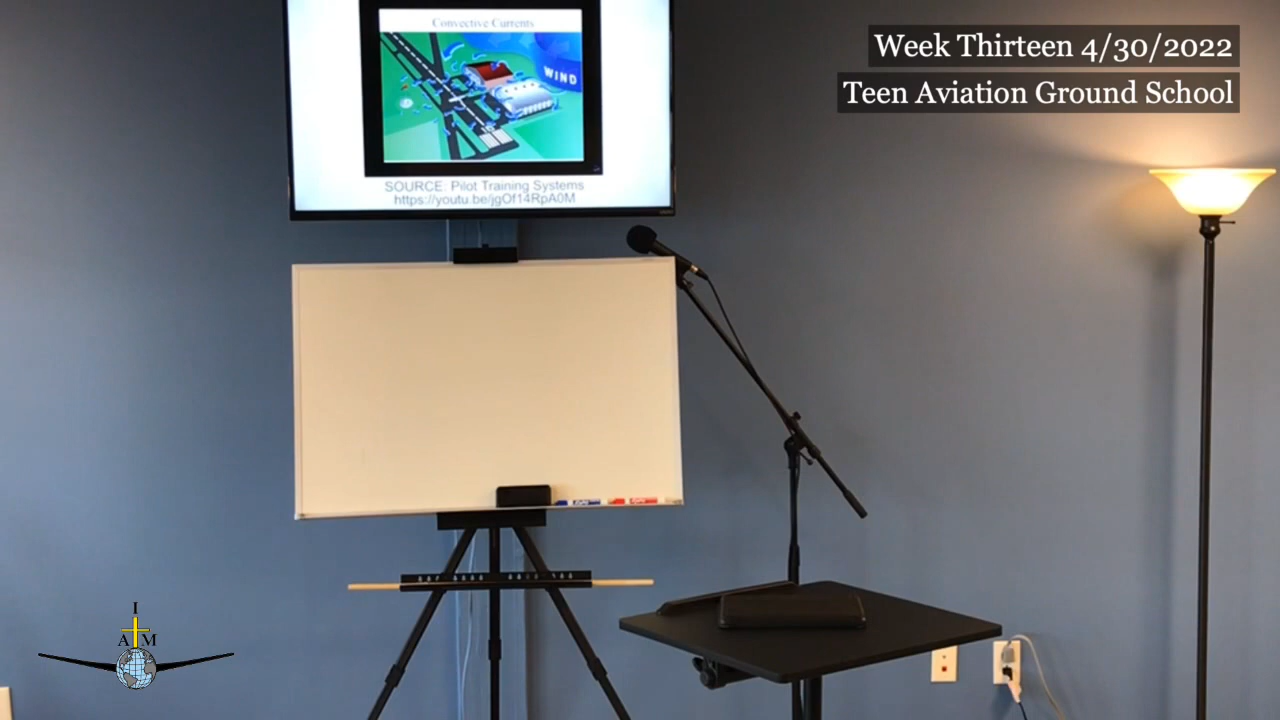 Convective Currents
WIND
SOURCE: Pilot Training Systems
https://youtu.be/jgOf14RpA0M
Week Thirteen 4/30/2022
Teen Aviation Ground School
I
A M